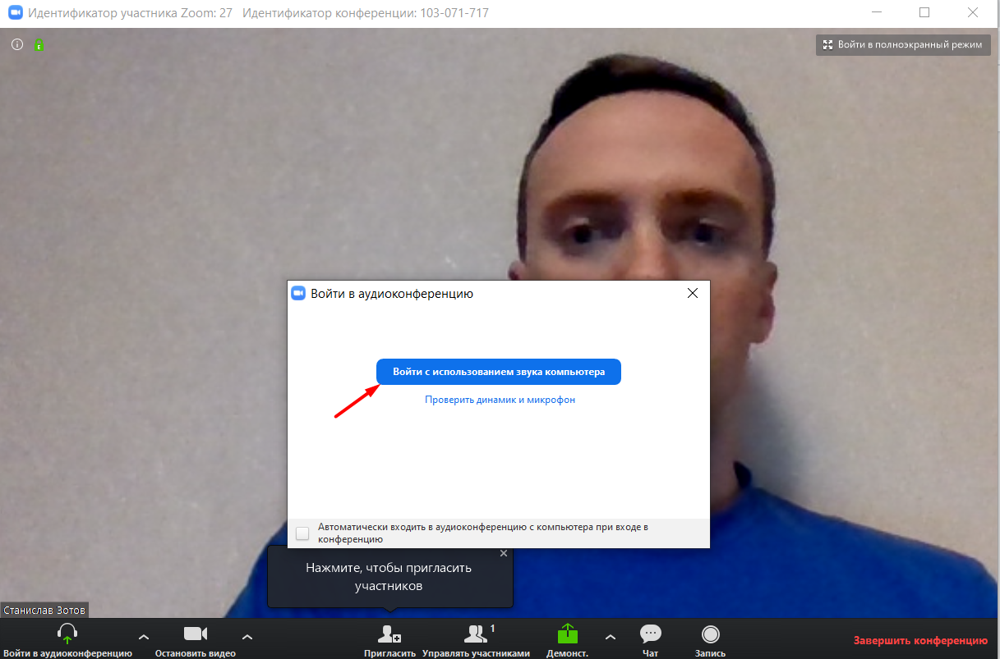 Идентификатор участника Zoom: 27 Идентификатор конференции: 103-071-717
Войти в полноэкранный режим
Войти в аудиоконференцию
Войти с использованием звука компьютера
Проверить динамик и микрофон
Автоматически входить в аудиоконференцию с компьютера при входе в
конференцию
Нажмите, чтобы пригласить
участников
Станислав Зотов
1
Войти в аудиоконференцию
Остановить видео
Пригласить
Управлять участниками
Демонст.
Чат
Запись
Завершить конференцию